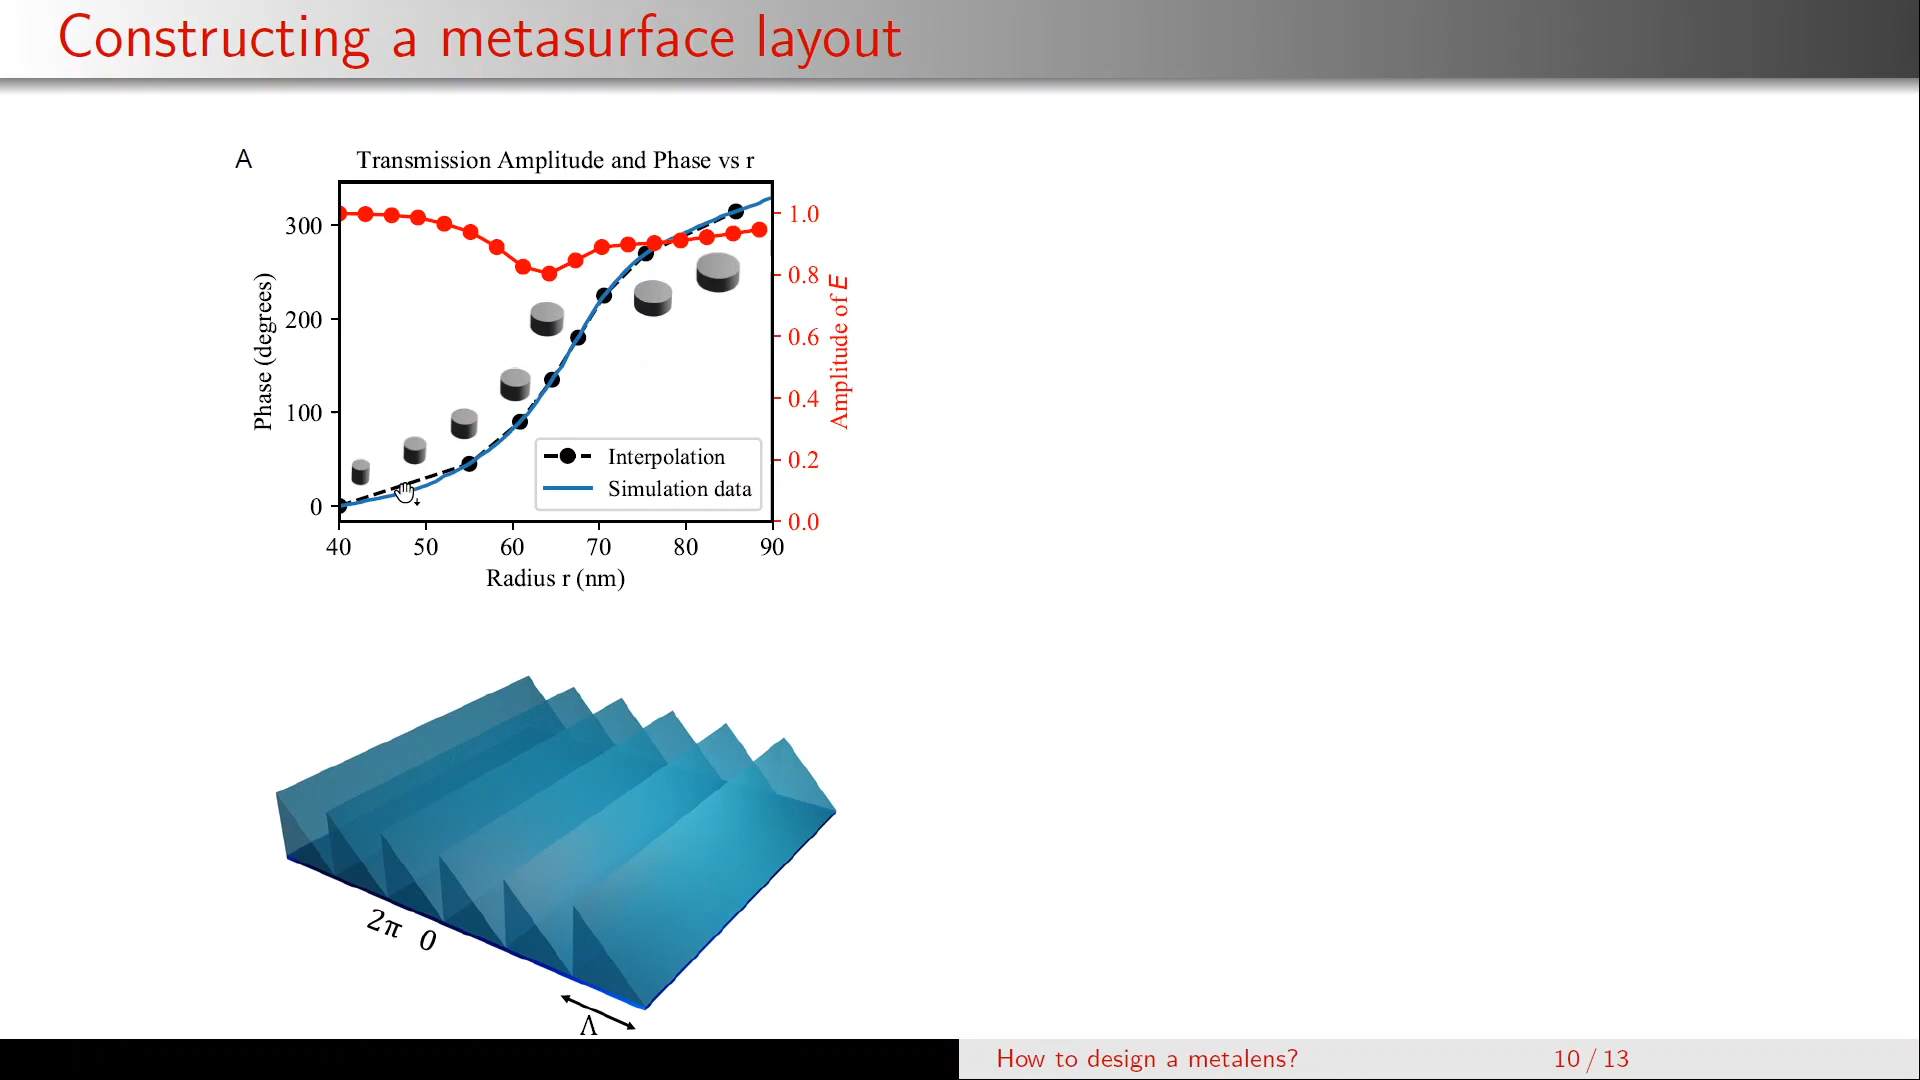 Constructing a metasurface layout
A
Transmission Amplitude and Phase vs r
Phase (degrees)
300
200
100
0
1.0
0.8
0.6
0.4
0.2
0.0
Amplitude of E
Interpolation
Simulation data
40 50 60 70 80 90
Radius r (nm)
2π 0
Λ
How to design a metalens? 10 / 13